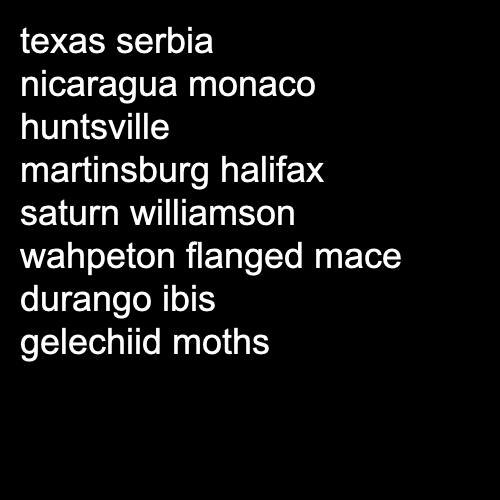 texas serbia
nicaragua monaco
huntsville
martinsburg halifax
saturn williamson
wahpeton flanged mace
durango ibis
gelechiid moths